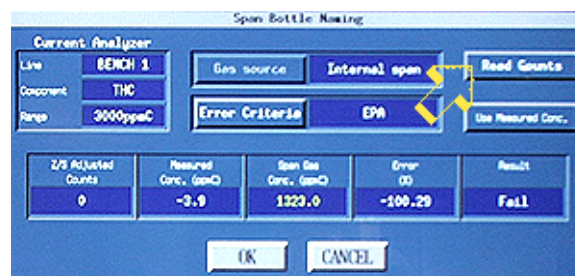 Span Bottle Naming
Current Analyzer
Line BENCH 1
Component THC
Range 3000ppmC
Gas source Internal span
Error Criteria EPA
Read Counts
Use Measured Conc.
Z/S Adjusted Counts
Measured Conc. (ppmC)
Span Gas Conc. (ppmC)
Error (%)
Result
0 -3.9 1323.0 -100.29 Fail
OK CANCEL